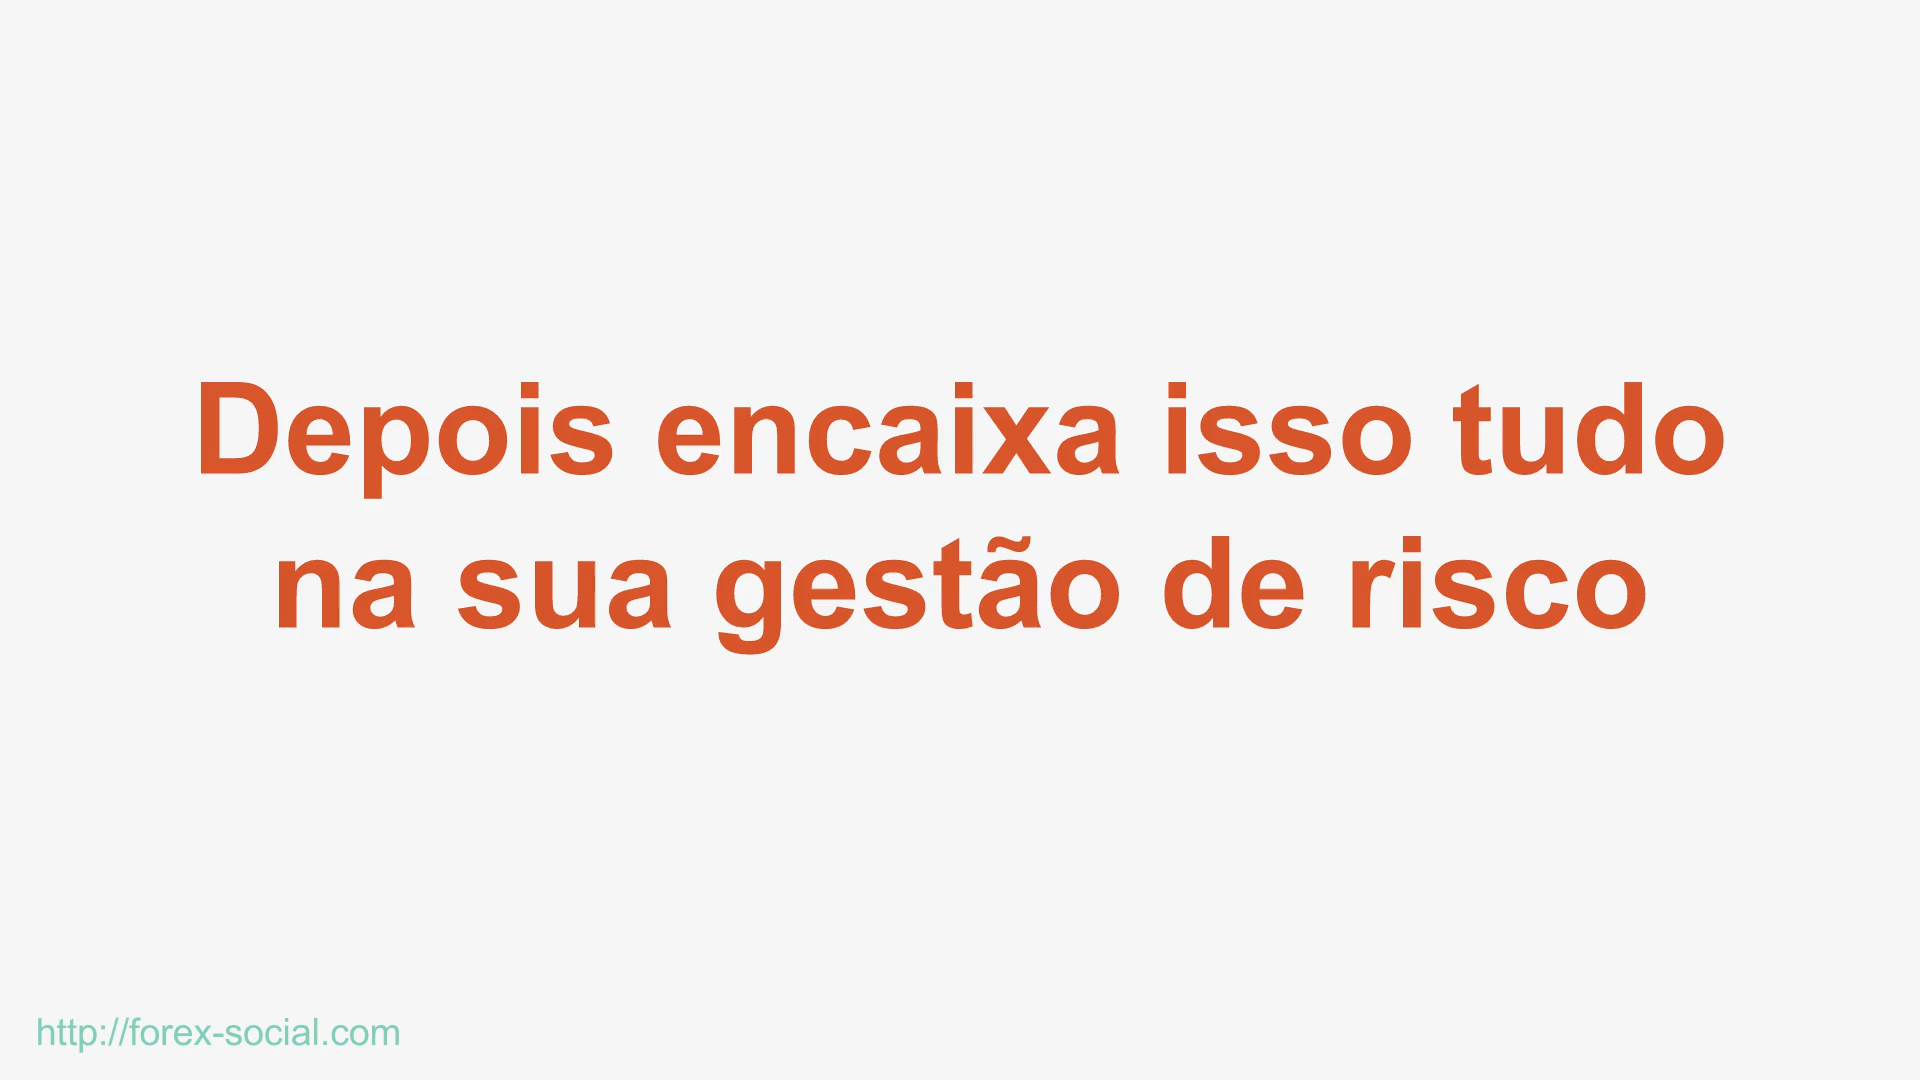 Depois encaixa isso tudo
na sua gestão de risco
http://forex-social.com